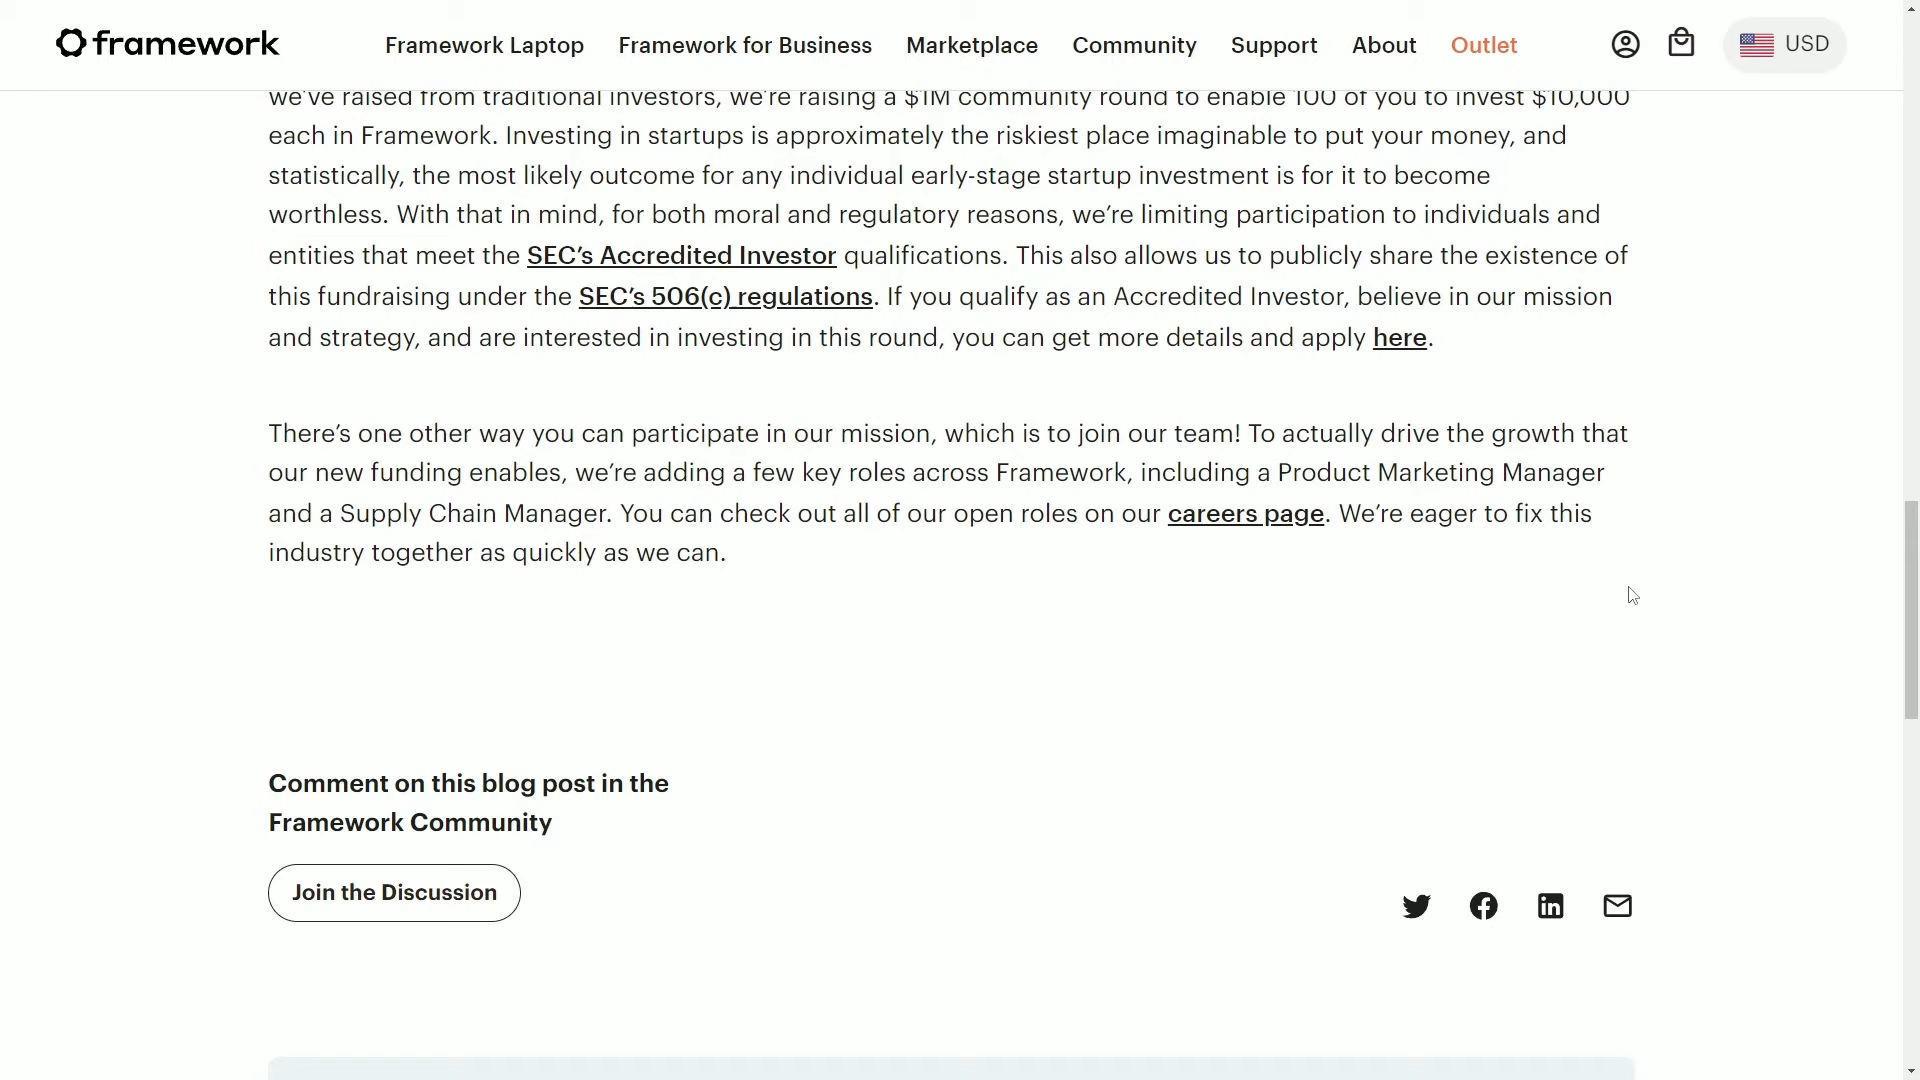 framework
Framework Laptop
Framework for Business
Marketplace
Community
Support
About
Outlet
USD
we've raised from traditional investors, we're raising a $1M community round to enable 100 of you to invest $10,000
each in Framework. Investing in startups is approximately the riskiest place imaginable to put your money, and
statistically, the most likely outcome for any individual early-stage startup investment is for it to become
worthless. With that in mind, for both moral and regulatory reasons, we're limiting participation to individuals and
entities that meet the SEC's Accredited Investor qualifications. This also allows us to publicly share the existence of
this fundraising under the SEC's 506(c) regulations. If you qualify as an Accredited Investor, believe in our mission
and strategy, and are interested in investing in this round, you can get more details and apply here.
There's one other way you can participate in our mission, which is to join our team! To actually drive the growth that
our new funding enables, we're adding a few key roles across Framework, including a Product Marketing Manager
and a Supply Chain Manager. You can check out all of our open roles on our careers page. We're eager to fix this
industry together as quickly as we can.
Comment on this blog post in the
Framework Community
Join the Discussion